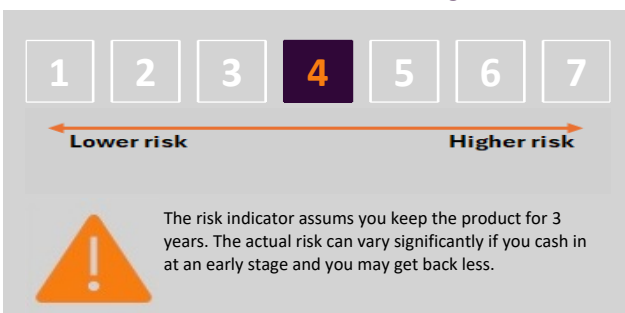 1 2 3 4 5 6 7
Lower risk Higher risk
The risk indicator assums you keep the product for 3
years. The actual risk can vary significantly if you cash in
at an early stage and you may get back less.